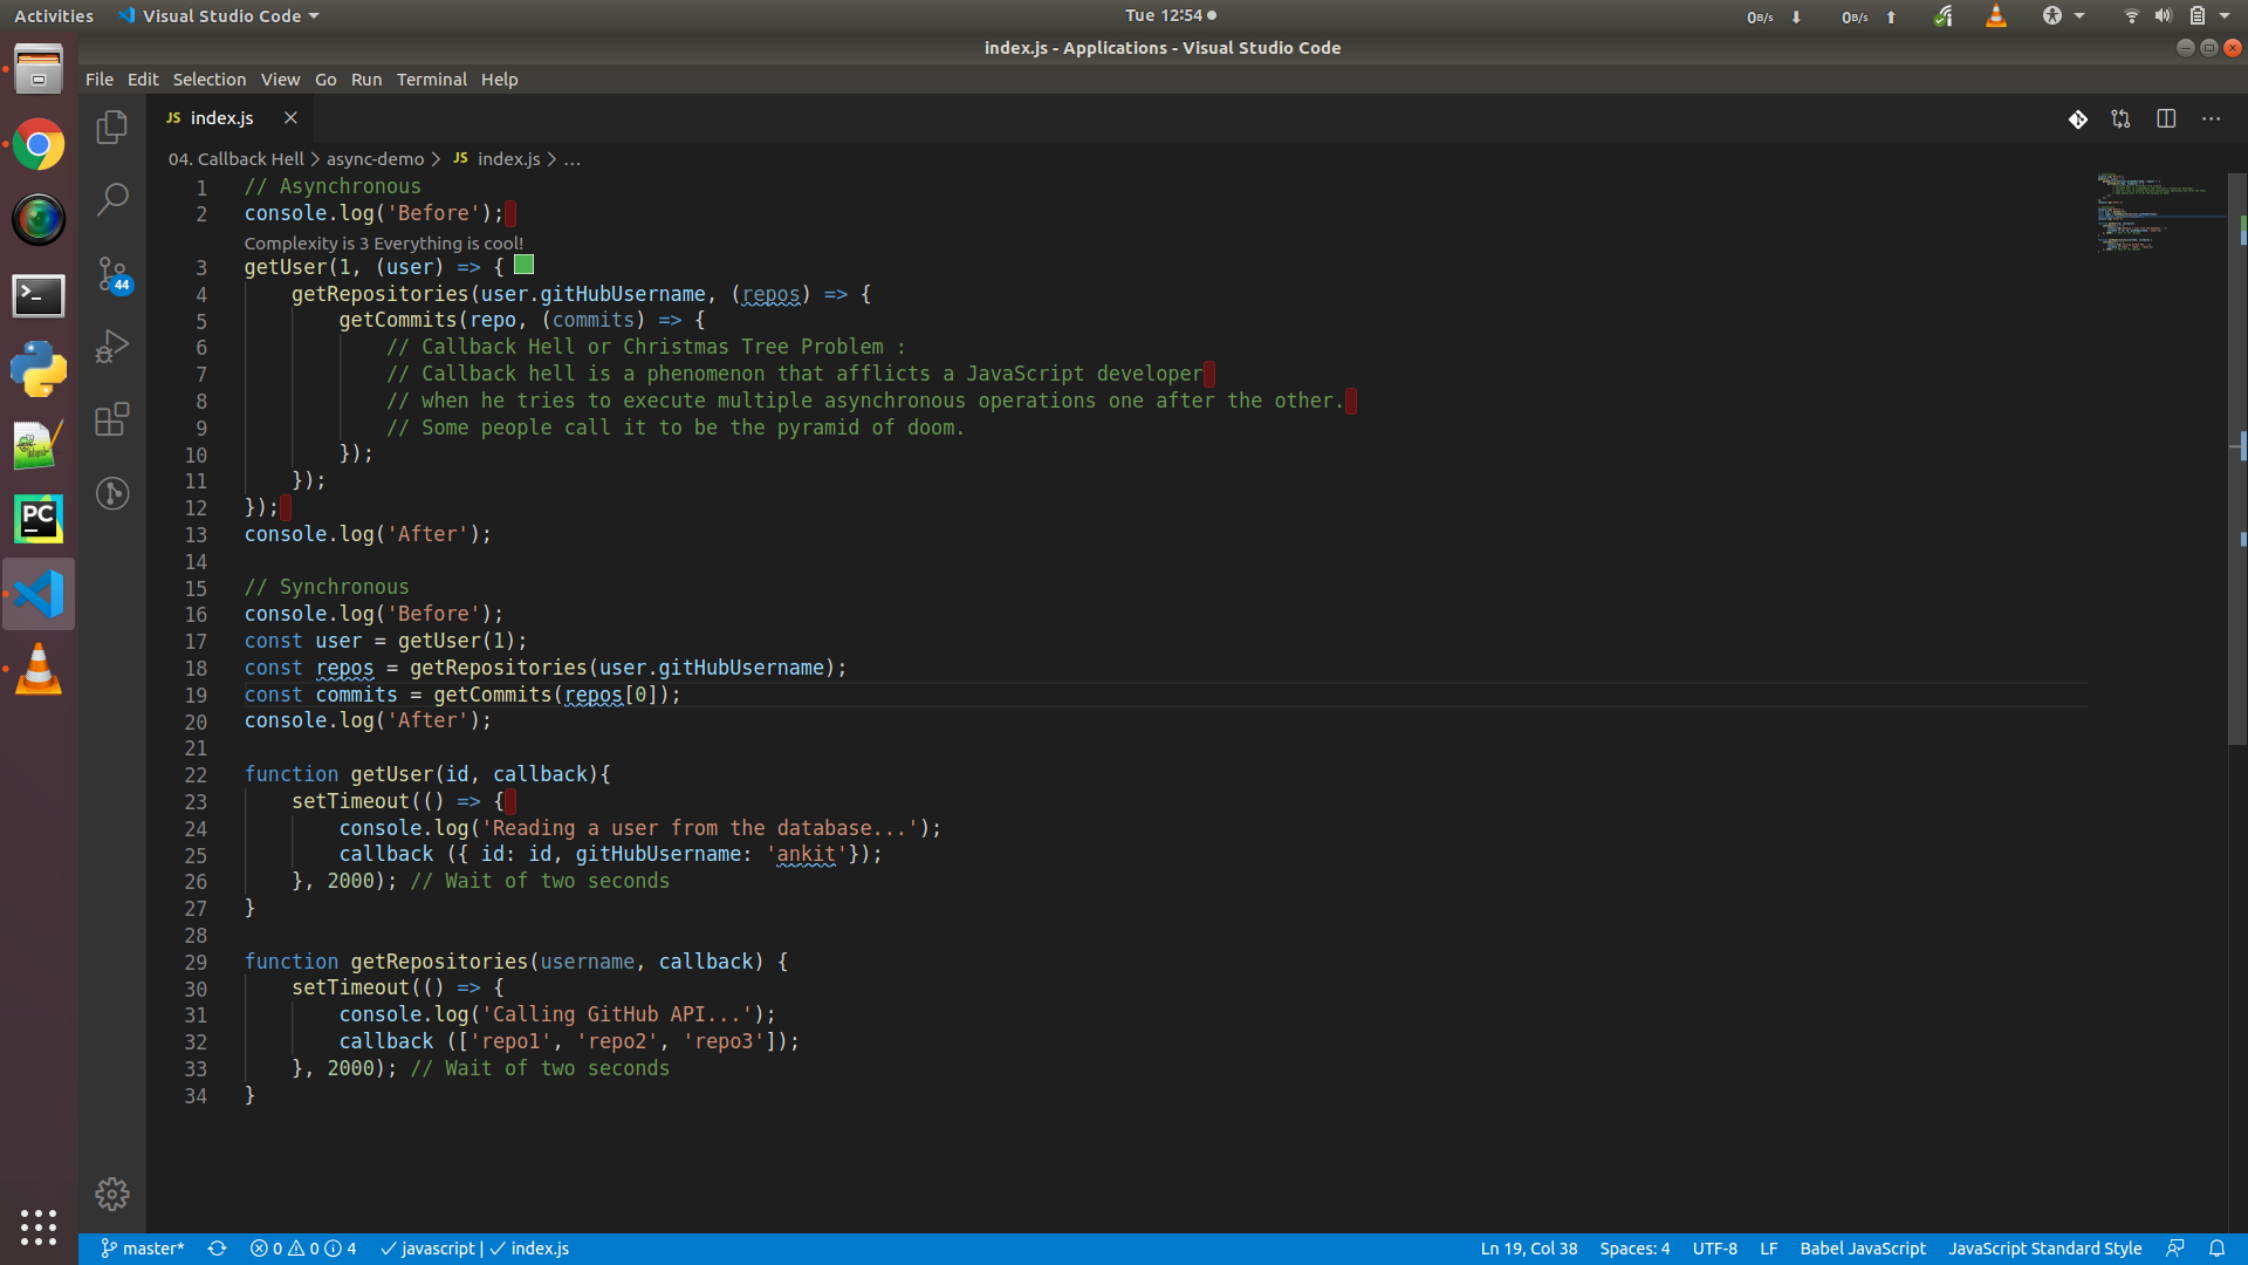 Activities Visual Studio Code Tue 12:54 0B/s 0B/s
index.js - Applications - Visual Studio Code
File Edit Selection View Go Run Terminal Help
JS index.js
04. Callback Hell > async-demo > JS index.js > ...
1 // Asynchronous
2 console.log('Before');
Complexity is 3 Everything is cool!
3 getUser(1, (user) => {
4 getRepositories(user.gitHubUsername, (repos) => {
5 getCommits(repo, (commits) => {
6 // Callback Hell or Christmas Tree Problem :
7 // Callback hell is a phenomenon that afflicts a JavaScript developer
8 // when he tries to execute multiple asynchronous operations one after the other.
9 // Some people call it to be the pyramid of doom.
10 });
11 });
12 });
13 console.log('After');
14
15 // Synchronous
16 console.log('Before');
17 const user = getUser(1);
18 const repos = getRepositories(user.gitHubUsername);
19 const commits = getCommits(repos[0]);
20 console.log('After');
21
22 function getUser(id, callback){
23 setTimeout(() => {
24 console.log('Reading a user from the database...');
25 callback ({ id: id, gitHubUsername: 'ankit'});
26 }, 2000); // Wait of two seconds
27 }
28
29 function getRepositories(username, callback) {
30 setTimeout(() => {
31 console.log('Calling GitHub API...');
32 callback (['repo1', 'repo2', 'repo3']);
33 }, 2000); // Wait of two seconds
34 }
44
PC
master* 0 0 4 javascript | index.js Ln 19, Col 38 Spaces: 4 UTF-8 LF Babel JavaScript JavaScript Standard Style